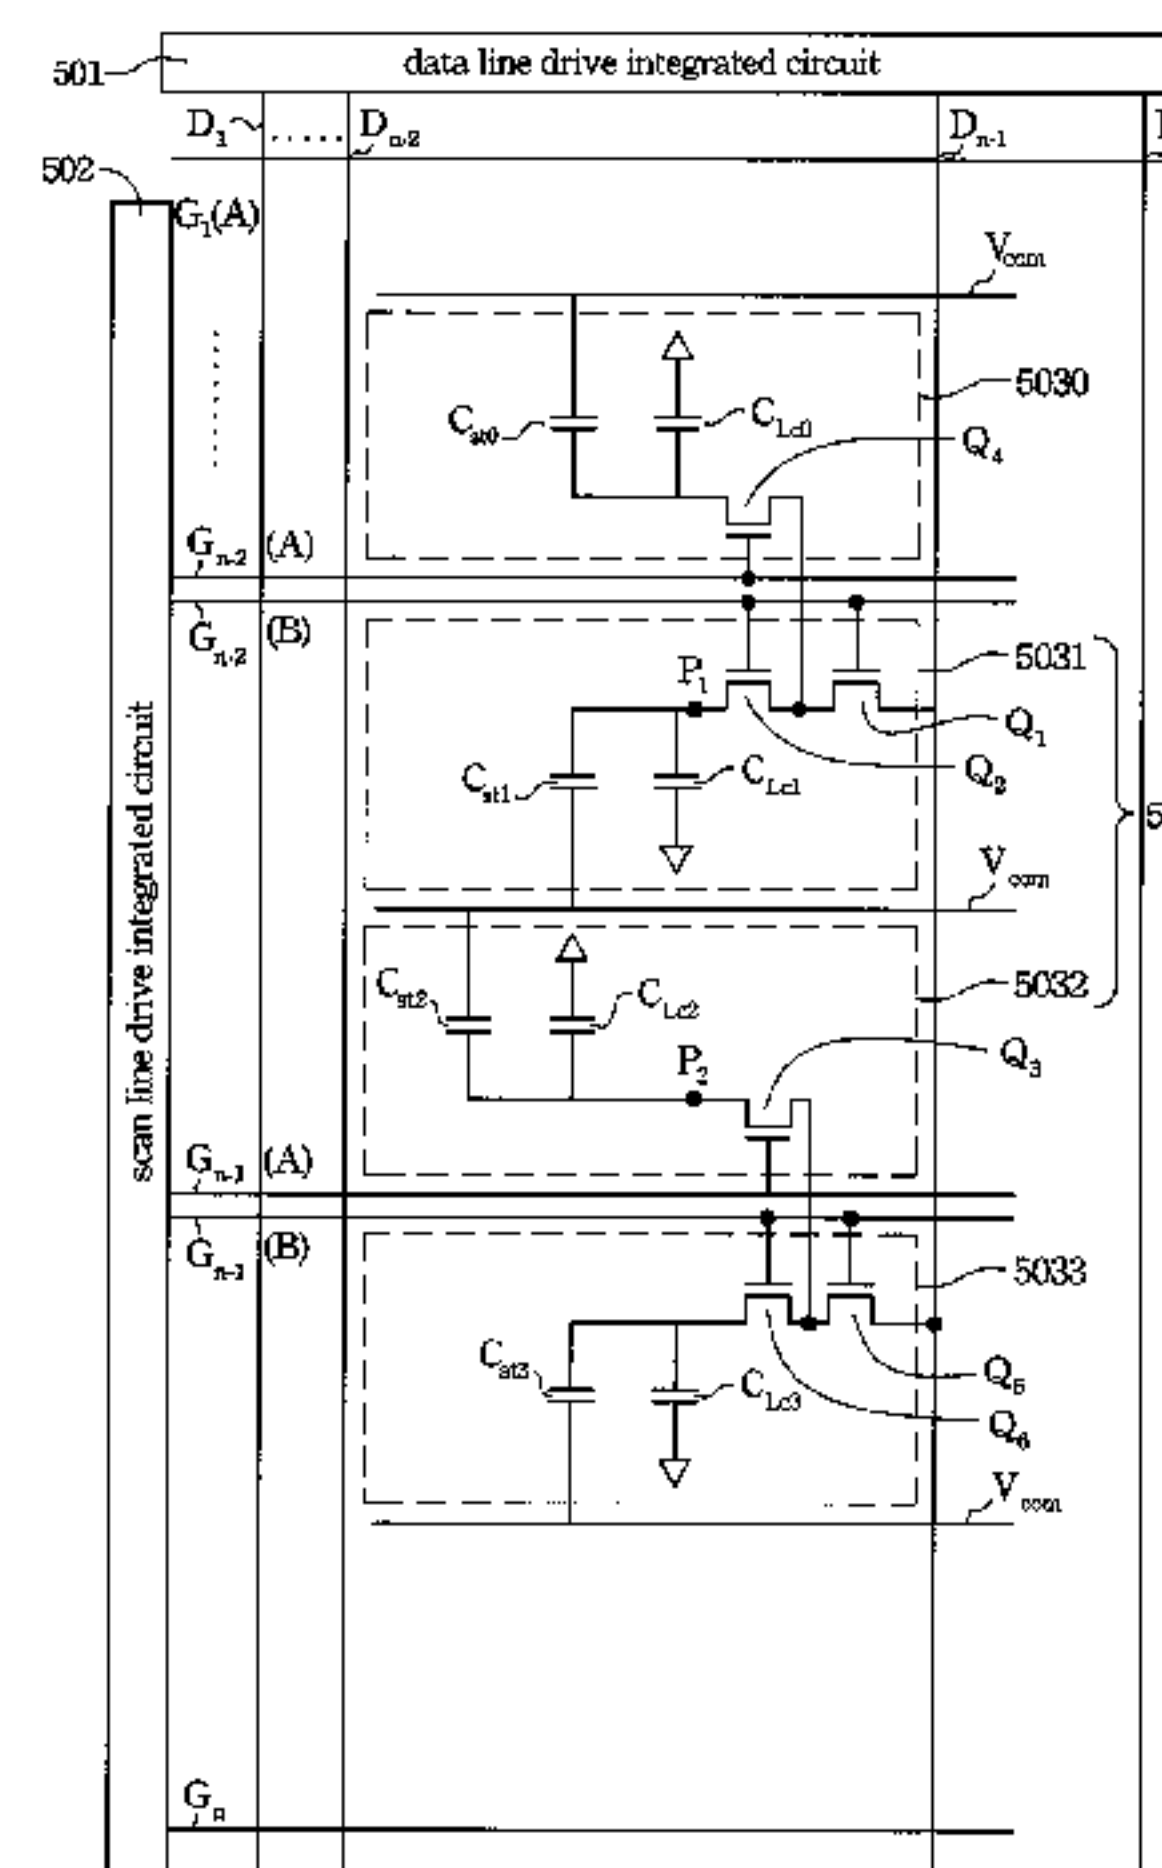 501
data line drive integrated circuit
D1 ...... Dn-2
Dn-1
502
G1(A)
Vcom
5030
Cst0
CLc0
Q4
Gn-2 (A)
Gn-2 (B)
5031
P1
Q1
Cst1
CLc1
Q2
Vcom
scan line drive integrated circuit
Cst2
CLc2
5032
P2
Q3
Gn-1 (A)
Gn-1 (B)
5033
Cst3
CLc3
Q5
Q6
Vcom
Gn